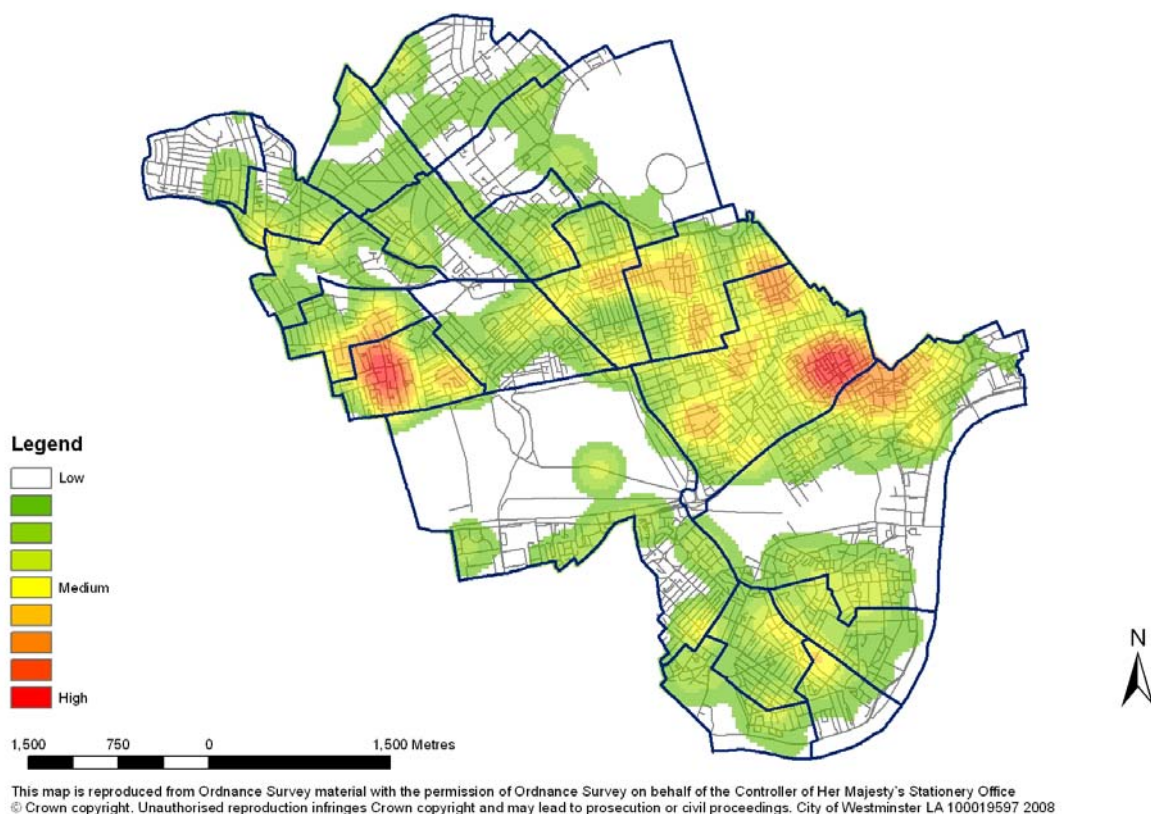 Legend
Low
Medium
High
N
1,500 750 0 1,500 Metres
This map is reproduced from Ordnance Survey material with the permission of Ordnance Survey on behalf of the Controller of Her Majesty's Stationery Office
© Crown copyright. Unauthorised reproduction infringes Crown copyright and may lead to prosecution or civil proceedings. City of Westminster LA 100019597 2008